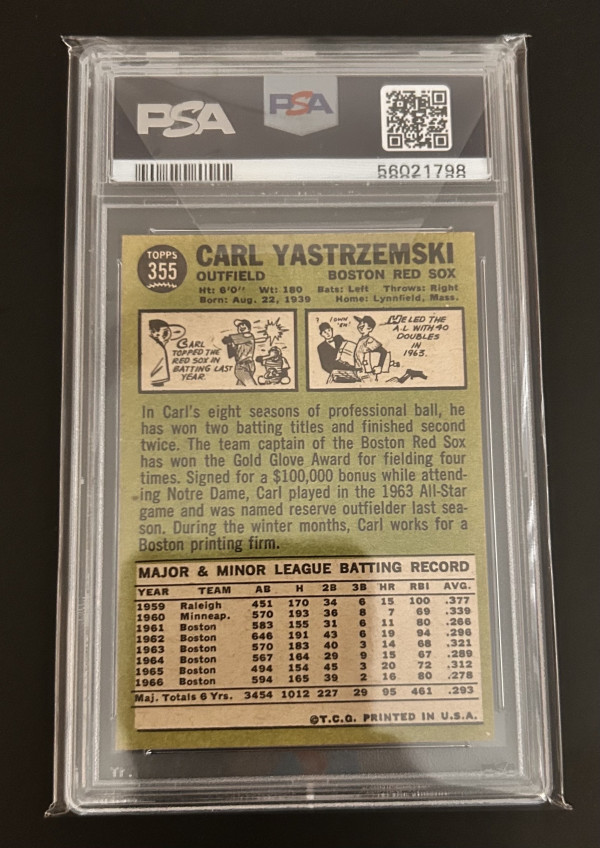 PSA
PSA
56021798
TOPPS
355
CARL YASTRZEMSKI
OUTFIELD BOSTON RED SOX
Ht: 6'0" Wt: 180 Bats: Left Throws: Right
Born: Aug. 22, 1939 Home: Lynnfield, Mass.
CARL
TOPPED THE
RED SOX IN
BATTING LAST
YEAR.
I OWN
'EM!
HE LED THE
A.L WITH 40
DOUBLES
IN
1963.
In Carl's eight seasons of professional ball, he
has won two batting titles and finished second
twice. The team captain of the Boston Red Sox
has won the Gold Glove Award for fielding four
times. Signed for a $100,000 bonus while attend-
ing Notre Dame, Carl played in the 1963 All-Star
game and was named reserve outfielder last sea-
son. During the winter months, Carl works for a
Boston printing firm.
MAJOR & MINOR LEAGUE BATTING RECORD
YEAR TEAM AB H 2B 3B HR RBI AVG.
1959 Raleigh 451 170 34 6 15 100 .377
1960 Minneap. 570 193 36 8 7 69 .339
1961 Boston 583 155 31 6 11 80 .266
1962 Boston 646 191 43 6 19 94 .296
1963 Boston 570 183 40 3 14 68 .321
1964 Boston 567 164 29 9 15 67 .289
1965 Boston 494 154 45 3 20 72 .312
1966 Boston 594 165 39 2 16 80 .278
Maj. Totals 6 Yrs. 3454 1012 227 29 95 461 .293
©T.C.G. PRINTED IN U.S.A.